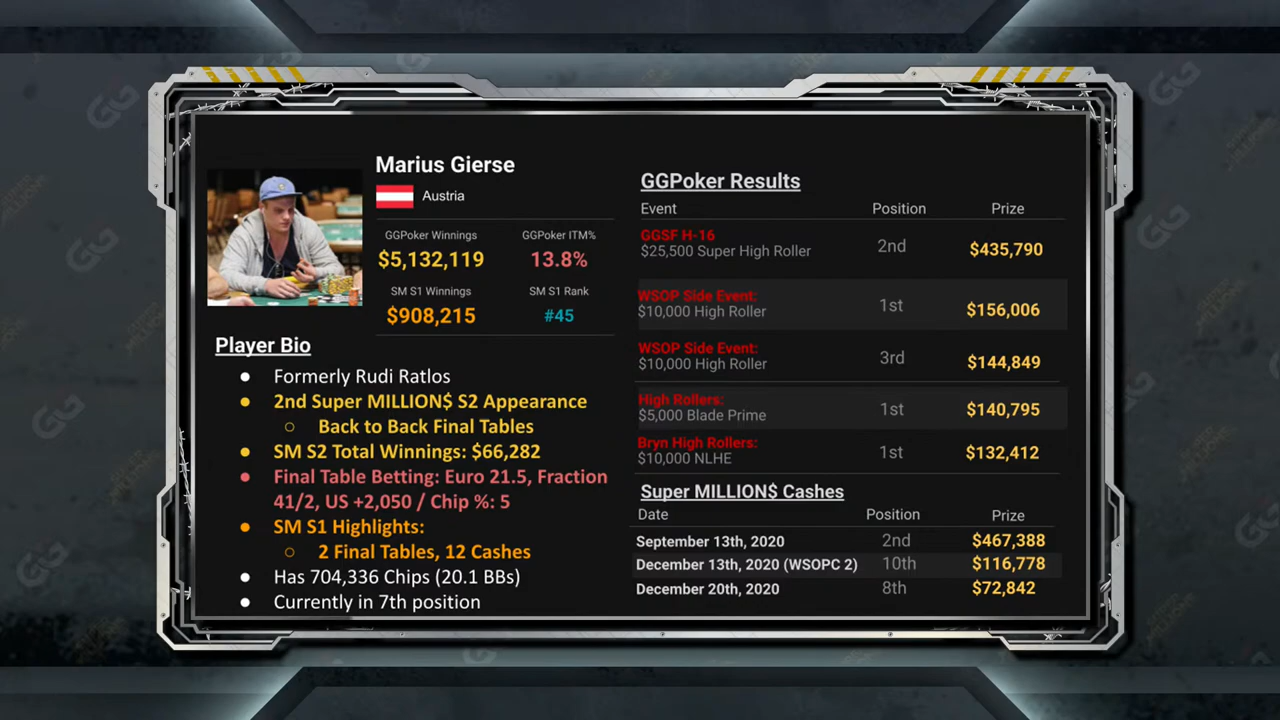 Marius Gierse
Austria
GGPoker Winnings GGPoker ITM%
$5,132,119 13.8%
SM S1 Winnings SM S1 Rank
$908,215 #45
Player Bio
Formerly Rudi Ratlos
2nd Super MILLION$ S2 Appearance
Back to Back Final Tables
SM S2 Total Winnings: $66,282
Final Table Betting: Euro 21.5, Fraction
41/2, US +2,050 / Chip %: 5
SM S1 Highlights:
2 Final Tables, 12 Cashes
Has 704,336 Chips (20.1 BBs)
Currently in 7th position
GGPoker Results
Event Position Prize
GGSF H-16
$25,500 Super High Roller 2nd $435,790
WSOP Side Event:
$10,000 High Roller 1st $156,006
WSOP Side Event:
$10,000 High Roller 3rd $144,849
High Rollers:
$5,000 Blade Prime 1st $140,795
Bryn High Rollers:
$10,000 NLHE 1st $132,412
Super MILLION$ Cashes
Date Position Prize
September 13th, 2020 2nd $467,388
December 13th, 2020 (WSOPC 2) 10th $116,778
December 20th, 2020 8th $72,842